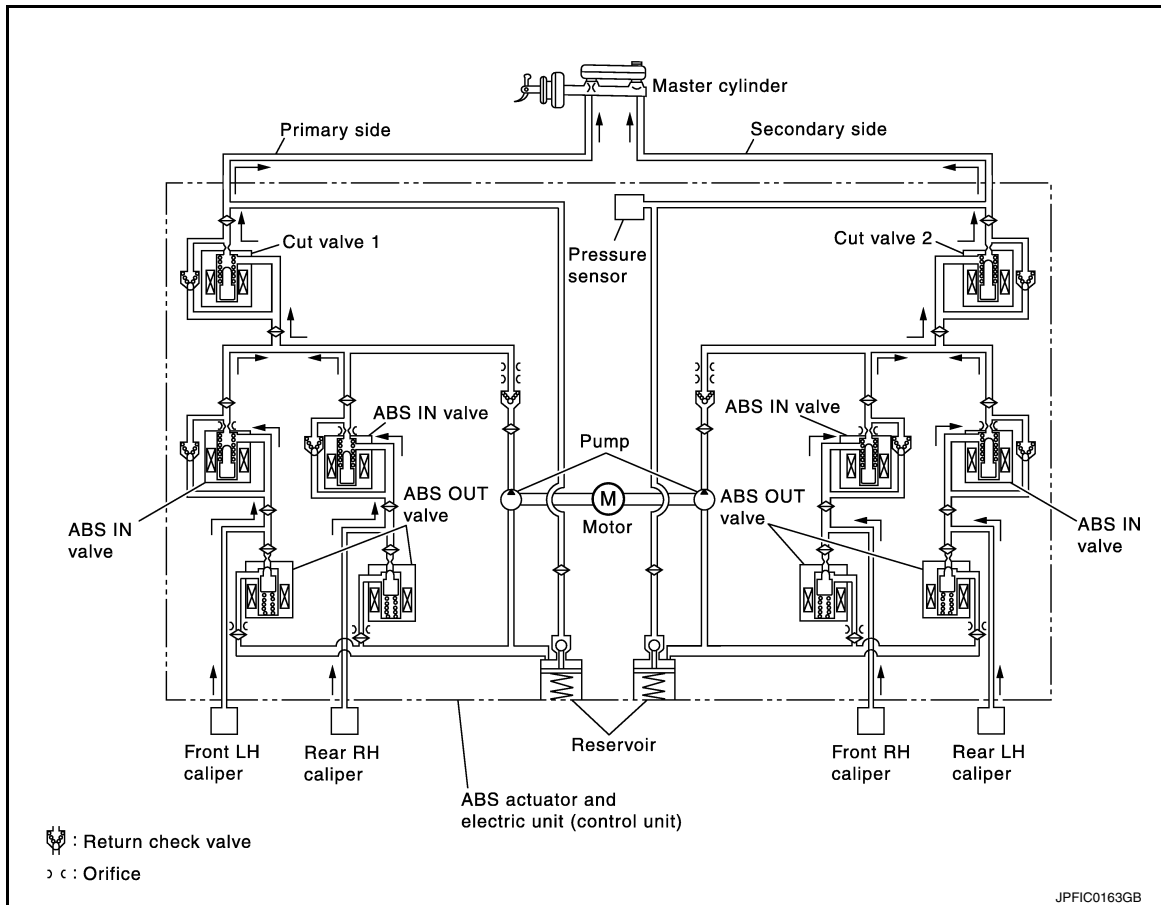 Master cylinder
Primary side
Secondary side
Cut valve 1
Pressure
sensor
Cut valve 2
ABS IN valve
ABS IN valve
Pump
ABS OUT
valve
ABS OUT
valve
M
Motor
ABS IN
valve
ABS IN
valve
Reservoir
Front LH
caliper
Rear RH
caliper
Front RH
caliper
Rear LH
caliper
ABS actuator and
electric unit (control unit)
: Return check valve
: Orifice
JPFIC0163GB